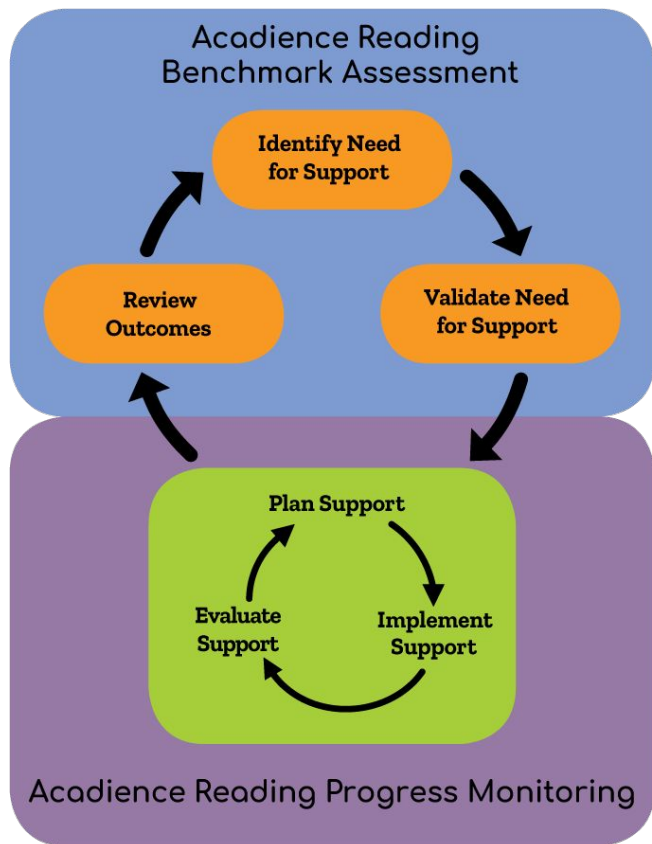 Acadience Reading
Benchmark Assessment
Identify Need
for Support
Review
Outcomes
Validate Need
for Support
Plan Support
Evaluate
Support
Implement
Support
Acadience Reading Progress Monitoring